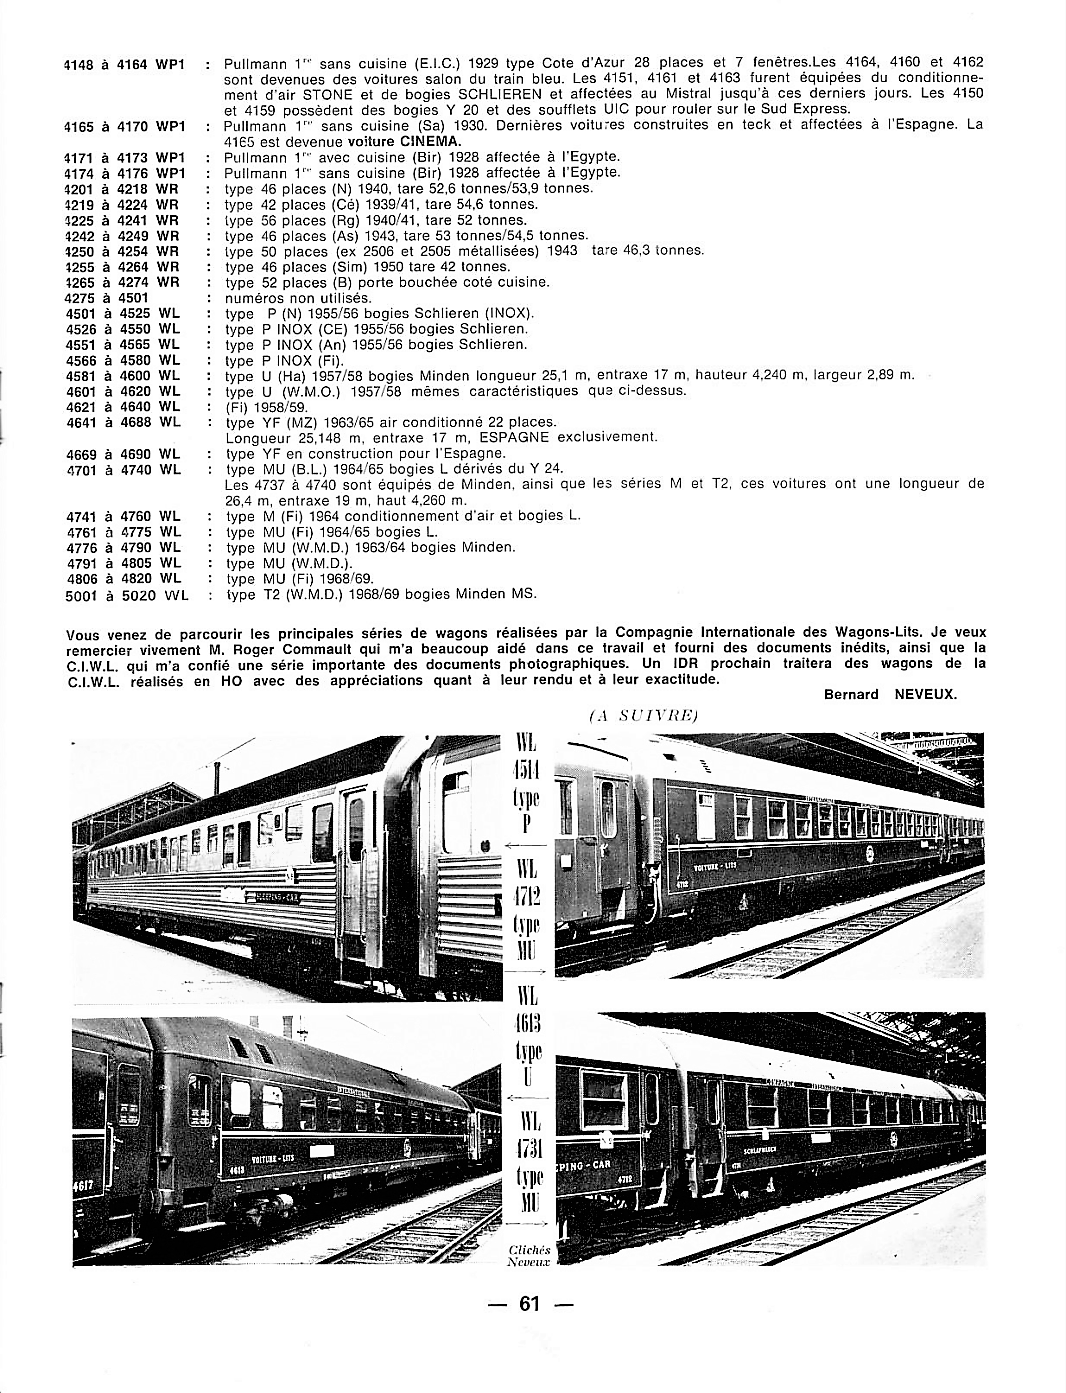 4148 à 4164 WP1 : Pullmann 1re sans cuisine (E.I.C.) 1929 type Cote d'Azur 28 places et 7 fenêtres.Les 4164, 4160 et 4162
sont devenues des voitures salon du train bleu. Les 4151, 4161 et 4163 furent équipées du conditionne-
ment d'air STONE et de bogies SCHLIEREN et affectées au Mistral jusqu'à ces derniers jours. Les 4150
et 4159 possèdent des bogies Y 20 et des soufflets UIC pour rouler sur le Sud Express.
4165 à 4170 WP1 : Pullmann 1re sans cuisine (Sa) 1930. Dernières voitures construites en teck et affectées à l'Espagne. La
4165 est devenue voiture CINEMA.
4171 à 4173 WP1 : Pullmann 1re avec cuisine (Bir) 1928 affectée à l'Egypte.
4174 à 4176 WP1 : Pullmann 1re sans cuisine (Bir) 1928 affectée à l'Egypte.
4201 à 4218 WR : type 46 places (N) 1940, tare 52,6 tonnes/53,9 tonnes.
4219 à 4224 WR : type 42 places (Cé) 1939/41, tare 54,6 tonnes.
4225 à 4241 WR : type 56 places (Rg) 1940/41, tare 52 tonnes.
4242 à 4249 WR : type 46 places (As) 1943, tare 53 tonnes/54,5 tonnes.
4250 à 4254 WR : type 50 places (ex 2506 et 2505 métallisées) 1943 tare 46,3 tonnes.
4255 à 4264 WR : type 46 places (Sim) 1950 tare 42 tonnes.
4265 à 4274 WR : type 52 places (B) porte bouchée coté cuisine.
4275 à 4501 : numéros non utilisés.
4501 à 4525 WL : type P (N) 1955/56 bogies Schlieren (INOX).
4526 à 4550 WL : type P INOX (CE) 1955/56 bogies Schlieren.
4551 à 4565 WL : type P INOX (An) 1955/56 bogies Schlieren.
4566 à 4580 WL : type P INOX (Fi).
4581 à 4600 WL : type U (Ha) 1957/58 bogies Minden longueur 25,1 m, entraxe 17 m, hauteur 4,240 m, largeur 2,89 m.
4601 à 4620 WL : type U (W.M.O.) 1957/58 mêmes caractéristiques que ci-dessus.
4621 à 4640 WL : (Fi) 1958/59.
4641 à 4688 WL : type YF (MZ) 1963/65 air conditionné 22 places.
Longueur 25,148 m, entraxe 17 m, ESPAGNE exclusivement.
4669 à 4690 WL : type YF en construction pour l'Espagne.
4701 à 4740 WL : type MU (B.L.) 1964/65 bogies L dérivés du Y 24.
Les 4737 à 4740 sont équipés de Minden, ainsi que les séries M et T2, ces voitures ont une longueur de
26,4 m, entraxe 19 m, haut 4,260 m.
4741 à 4760 WL : type M (Fi) 1964 conditionnement d'air et bogies L.
4761 à 4775 WL : type MU (Fi) 1964/65 bogies L.
4776 à 4790 WL : type MU (W.M.D.) 1963/64 bogies Minden.
4791 à 4805 WL : type MU (W.M.D.).
4806 à 4820 WL : type MU (Fi) 1968/69.
5001 à 5020 WL : type T2 (W.M.D.) 1968/69 bogies Minden MS.
Vous venez de parcourir les principales séries de wagons réalisées par la Compagnie Internationale des Wagons-Lits. Je veux
remercier vivement M. Roger Commault qui m'a beaucoup aidé dans ce travail et fourni des documents inédits, ainsi que la
C.I.W.L. qui m'a confié une série importante des documents photographiques. Un IDR prochain traitera des wagons de la
C.I.W.L. réalisés en HO avec des appréciations quant à leur rendu et à leur exactitude.
Bernard NEVEUX.
(A SUIVRE)
WL
4514
type
P
WL
4712
type
MU
WL
4613
type
U
WL
4731
type
MU
Clichés
Neveux
SLEEPING-CAR
VOITURE - LITS
4712
INTERNATIONALE
4617
4613
VOITURE - LITS
COMPAGNIE INTERNATIONALE
PING - CAR
4712
SCHLAFWAGEN
— 61 —